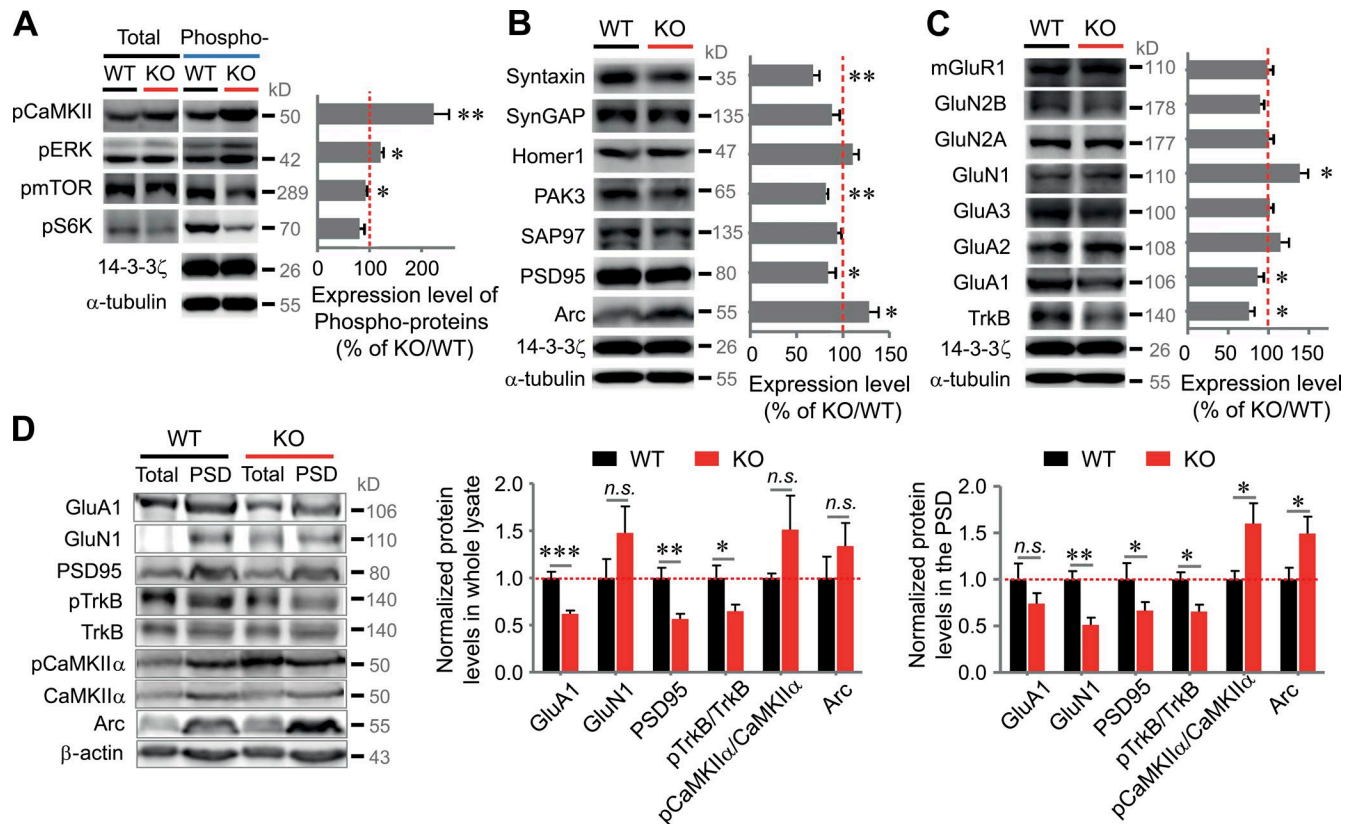 A
Total Phospho-
WT KO WT KO
kD
pCaMKII 50 **
pERK 42 *
pmTOR 289 *
pS6K 70
14-3-3ζ 26
α-tubulin 55
0 100 200
Expression level of
Phospho-proteins
(% of KO/WT)
B
WT KO
kD
Syntaxin 35 **
SynGAP 135
Homer1 47
PAK3 65 **
SAP97 135
PSD95 80 *
Arc 55 *
14-3-3ζ 26
α-tubulin 55
0 50 100 150
Expression level
(% of KO/WT)
C
WT KO
kD
mGluR1 110
GluN2B 178
GluN2A 177
GluN1 110 *
GluA3 100
GluA2 108
GluA1 106 *
TrkB 140 *
14-3-3ζ 26
α-tubulin 55
0 50 100 150
Expression level
(% of KO/WT)
D
WT KO
Total PSD Total PSD
kD
GluA1 106
GluN1 110
PSD95 80
pTrkB 140
TrkB 140
pCaMKIIα 50
CaMKIIα 50
Arc 55
β-actin 43
WT KO
Normalized protein
levels in whole lysate
2.0
1.5
1.0
0.5
0.0
*** n.s. ** * n.s. n.s.
GluA1
GluN1
PSD95
pTrkB/TrkB
pCaMKIIα/CaMKIIα
Arc
WT KO
Normalized protein
levels in the PSD
2.0
1.5
1.0
0.5
0.0
n.s. ** * * * *
GluA1
GluN1
PSD95
pTrkB/TrkB
pCaMKIIα/CaMKIIα
Arc